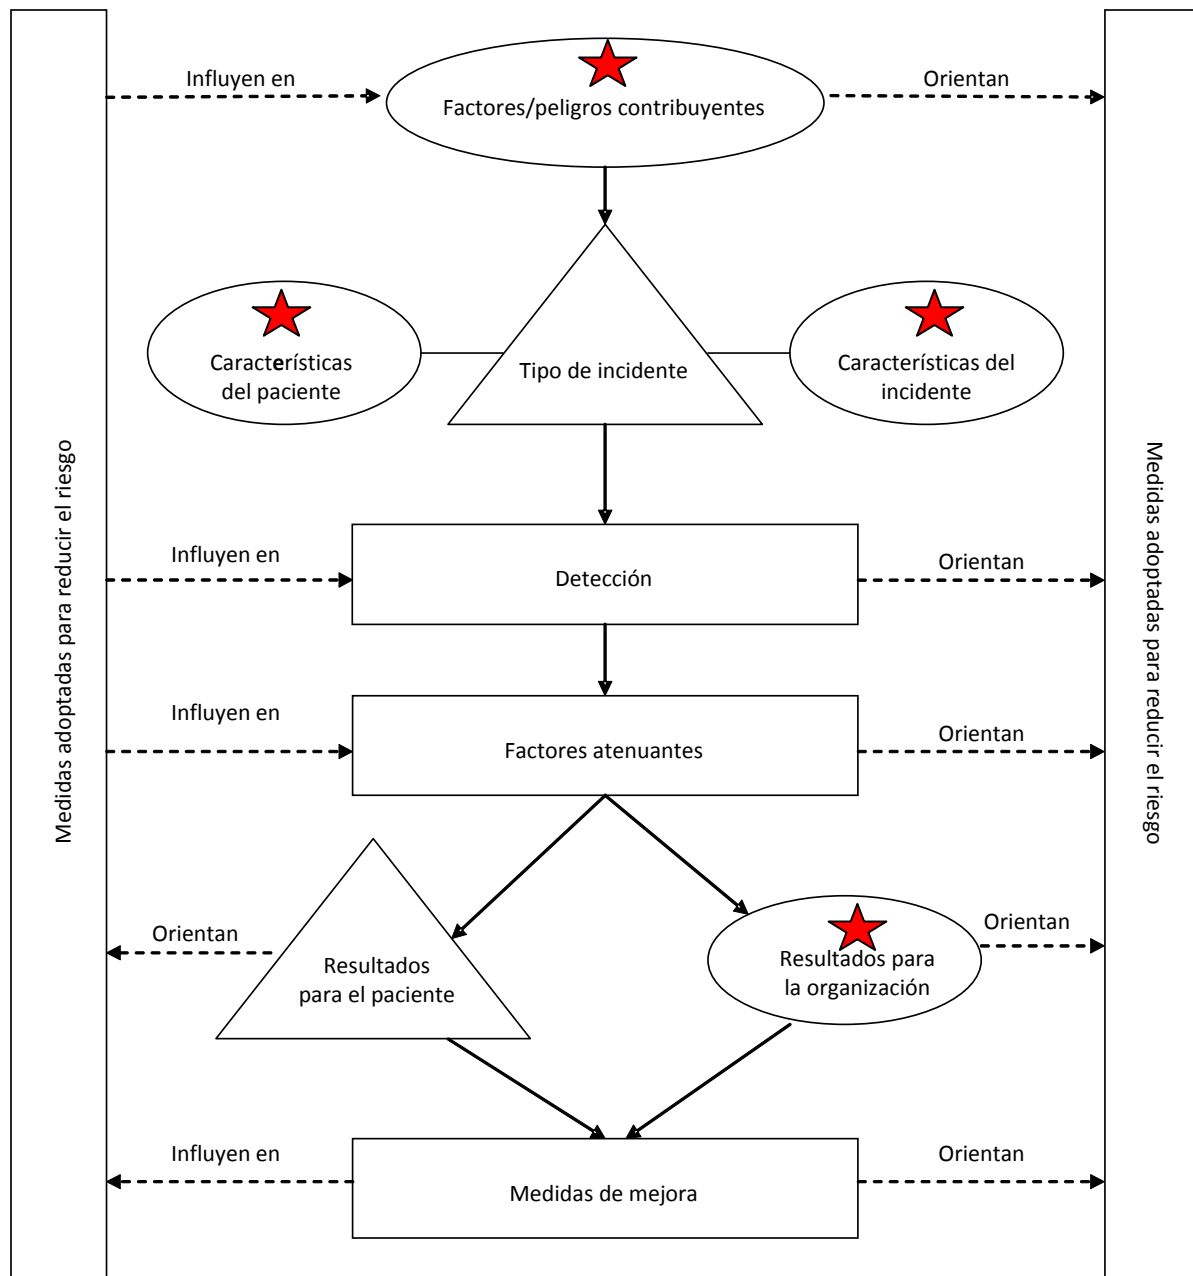 Influyen en
Orientan
Factores/peligros contribuyentes
Características
del paciente
Tipo de incidente
Características del
incidente
Medidas adoptadas para reducir el riesgo
Medidas adoptadas para reducir el riesgo
Influyen en
Detección
Orientan
Influyen en
Factores atenuantes
Orientan
Orientan
Resultados
para el paciente
Resultados para
la organización
Orientan
Influyen en
Medidas de mejora
Orientan